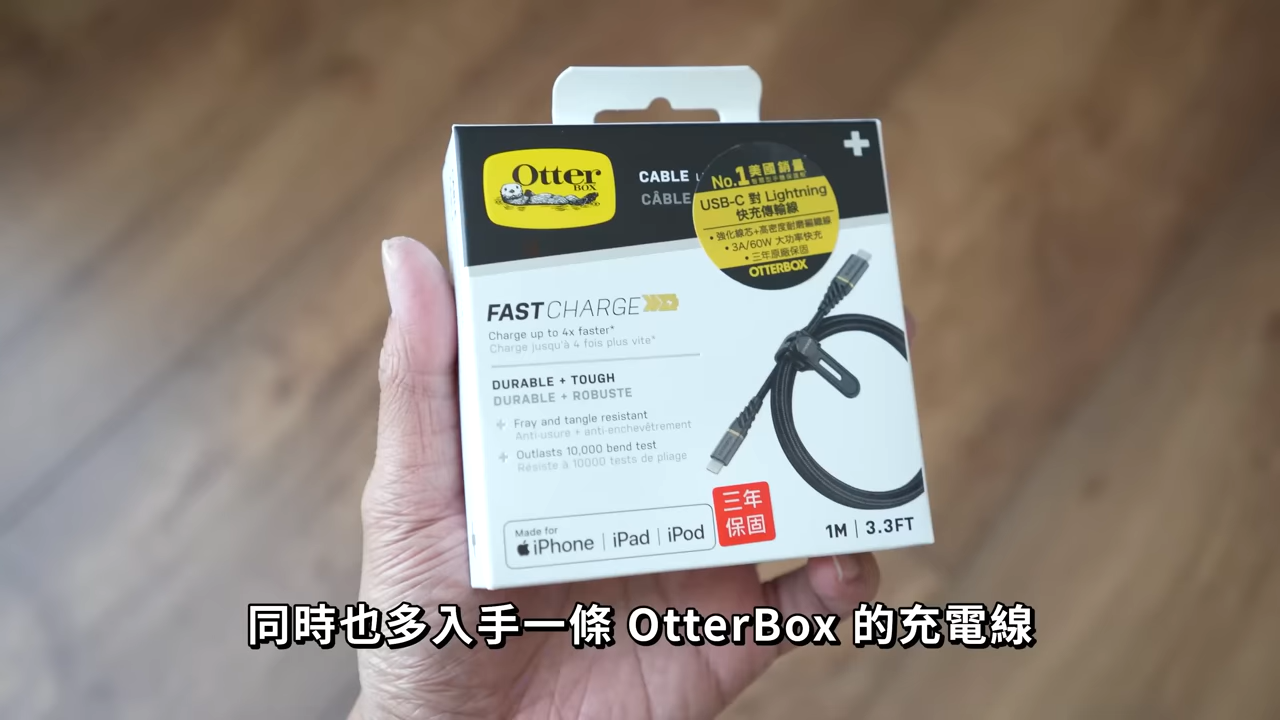 Otter
BOX
CABLE
CÂBLE
No.1美國銷量
USB-C 對 Lightning
快充傳輸線
• 強化線芯+高密度耐磨編織線
• 3A/60W 大功率快充
• 三年原廠保固
OTTERBOX
FASTCHARGE
Charge up to 4x faster*
Charge jusqu'à 4 fois plus vite*
DURABLE + TOUGH
DURABLE + ROBUSTE
+ Fray and tangle resistant
Anti-usure + anti-enchevêtrement
+ Outlasts 10,000 bend test
Résiste à 10000 tests de pliage
Made for
iPhone | iPad | iPod
三年
保固
1M | 3.3FT
同時也多入手一條 OtterBox 的充電線